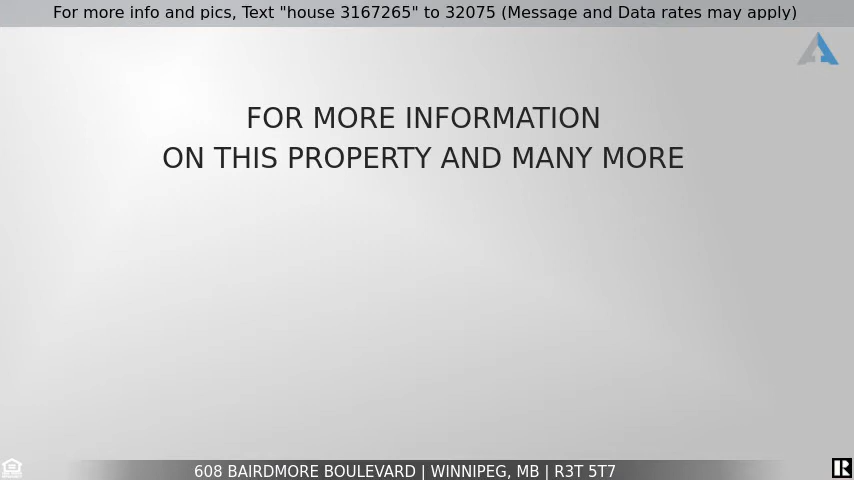 For more info and pics, Text "house 3167265" to 32075 (Message and Data rates may apply)
FOR MORE INFORMATION
ON THIS PROPERTY AND MANY MORE
608 BAIRDMORE BOULEVARD | WINNIPEG, MB | R3T 5T7